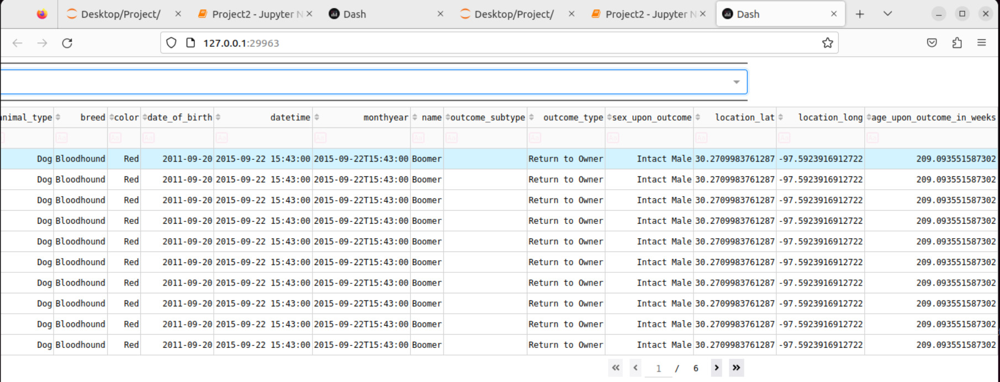 Desktop/Project/ Project2 - Jupyter N Dash Desktop/Project/ Project2 - Jupyter N Dash
127.0.0.1:29963
animal_type breed color date_of_birth datetime monthyear name outcome_subtype outcome_type sex_upon_outcome location_lat location_long age_upon_outcome_in_weeks
Aa Aa Aa Aa Aa Aa Aa Aa Aa Aa Aa Aa
Dog Bloodhound Red 2011-09-20 2015-09-22 15:43:00 2015-09-22T15:43:00 Boomer Return to Owner Intact Male 30.2709983761287 -97.5923916912722 209.093551587302
Dog Bloodhound Red 2011-09-20 2015-09-22 15:43:00 2015-09-22T15:43:00 Boomer Return to Owner Intact Male 30.2709983761287 -97.5923916912722 209.093551587302
Dog Bloodhound Red 2011-09-20 2015-09-22 15:43:00 2015-09-22T15:43:00 Boomer Return to Owner Intact Male 30.2709983761287 -97.5923916912722 209.093551587302
Dog Bloodhound Red 2011-09-20 2015-09-22 15:43:00 2015-09-22T15:43:00 Boomer Return to Owner Intact Male 30.2709983761287 -97.5923916912722 209.093551587302
Dog Bloodhound Red 2011-09-20 2015-09-22 15:43:00 2015-09-22T15:43:00 Boomer Return to Owner Intact Male 30.2709983761287 -97.5923916912722 209.093551587302
Dog Bloodhound Red 2011-09-20 2015-09-22 15:43:00 2015-09-22T15:43:00 Boomer Return to Owner Intact Male 30.2709983761287 -97.5923916912722 209.093551587302
Dog Bloodhound Red 2011-09-20 2015-09-22 15:43:00 2015-09-22T15:43:00 Boomer Return to Owner Intact Male 30.2709983761287 -97.5923916912722 209.093551587302
Dog Bloodhound Red 2011-09-20 2015-09-22 15:43:00 2015-09-22T15:43:00 Boomer Return to Owner Intact Male 30.2709983761287 -97.5923916912722 209.093551587302
Dog Bloodhound Red 2011-09-20 2015-09-22 15:43:00 2015-09-22T15:43:00 Boomer Return to Owner Intact Male 30.2709983761287 -97.5923916912722 209.093551587302
Dog Bloodhound Red 2011-09-20 2015-09-22 15:43:00 2015-09-22T15:43:00 Boomer Return to Owner Intact Male 30.2709983761287 -97.5923916912722 209.093551587302
1 / 6